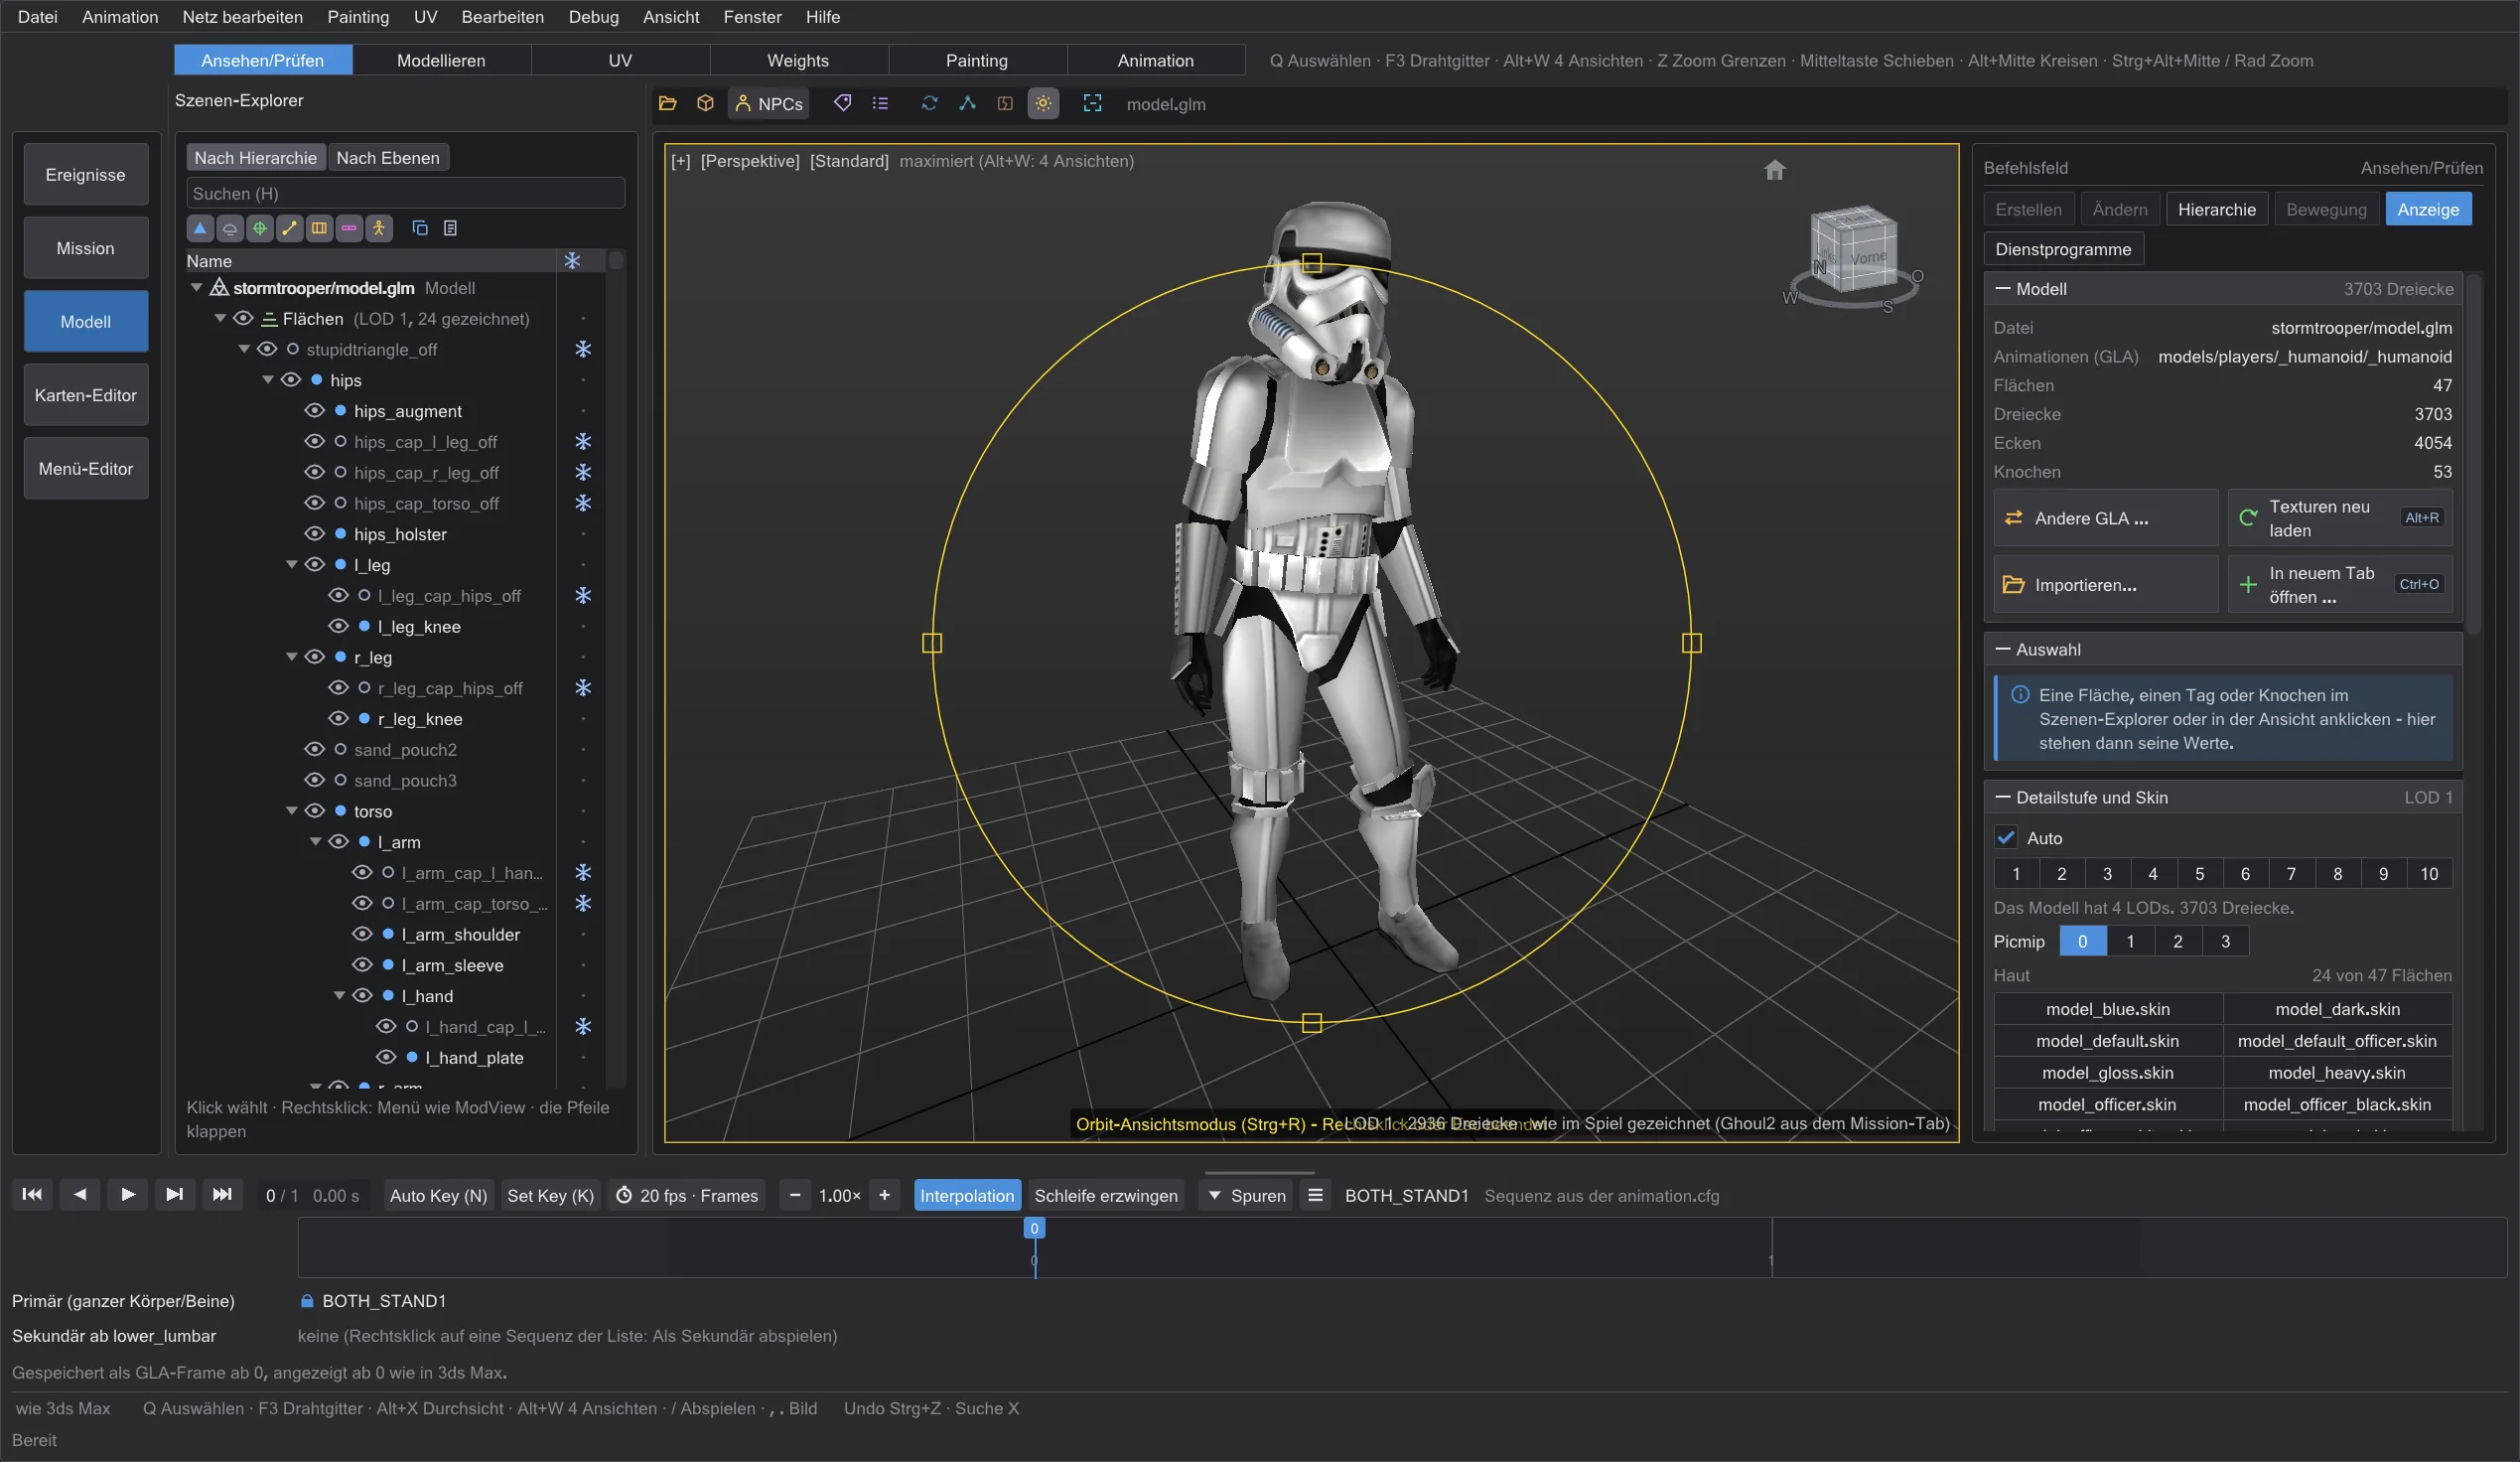 Datei Animation Netz bearbeiten Painting UV Bearbeiten Debug Ansicht Fenster Hilfe
Ansehen/Prüfen Modellieren UV Weights Painting Animation Q Auswählen · F3 Drahtgitter · Alt+W 4 Ansichten · Z Zoom Grenzen · Mitteltaste Schieben · Alt+Mitte Kreisen · Strg+Alt+Mitte / Rad Zoom
Szenen-Explorer
NPCs model.glm
Ereignisse
Mission
Modell
Karten-Editor
Menü-Editor
Nach Hierarchie Nach Ebenen
Suchen (H)
Name
stormtrooper/model.glm Modell
Flächen (LOD 1, 24 gezeichnet)
stupidtriangle_off
hips
hips_augment
hips_cap_l_leg_off
hips_cap_r_leg_off
hips_cap_torso_off
hips_holster
l_leg
l_leg_cap_hips_off
l_leg_knee
r_leg
r_leg_cap_hips_off
r_leg_knee
sand_pouch2
sand_pouch3
torso
l_arm
l_arm_cap_l_han...
l_arm_cap_torso_...
l_arm_shoulder
l_arm_sleeve
l_hand
l_hand_cap_l_...
l_hand_plate
r_arm
Klick wählt · Rechtsklick: Menü wie ModView · die Pfeile
klappen
[+] [Perspektive] [Standard] maximiert (Alt+W: 4 Ansichten)
Vorne
N
O
W
S
Orbit-Ansichtsmodus (Strg+R) - LOD 1 · 2936 Dreiecke · wie im Spiel gezeichnet (Ghoul2 aus dem Mission-Tab)
Befehlsfeld Ansehen/Prüfen
Erstellen Ändern Hierarchie Bewegung Anzeige
Dienstprogramme
Modell 3703 Dreiecke
Datei stormtrooper/model.glm
Animationen (GLA) models/players/_humanoid/_humanoid
Flächen 47
Dreiecke 3703
Ecken 4054
Knochen 53
Andere GLA ...
Texturen neu
laden
Alt+R
Importieren...
In neuem Tab
öffnen ...
Ctrl+O
Auswahl
Eine Fläche, einen Tag oder Knochen im
Szenen-Explorer oder in der Ansicht anklicken - hier
stehen dann seine Werte.
Detailstufe und Skin LOD 1
Auto
1 2 3 4 5 6 7 8 9 10
Das Modell hat 4 LODs. 3703 Dreiecke.
Picmip 0 1 2 3
Haut 24 von 47 Flächen
model_blue.skin model_dark.skin
model_default.skin model_default_officer.skin
model_gloss.skin model_heavy.skin
model_officer.skin model_officer_black.skin
0 / 1 0.00 s Auto Key (N) Set Key (K) 20 fps · Frames − 1.00× + Interpolation Schleife erzwingen Spuren BOTH_STAND1 Sequenz aus der animation.cfg
0
0 1
Primär (ganzer Körper/Beine) BOTH_STAND1
Sekundär ab lower_lumbar keine (Rechtsklick auf eine Sequenz der Liste: Als Sekundär abspielen)
Gespeichert als GLA-Frame ab 0, angezeigt ab 0 wie in 3ds Max.
wie 3ds Max Q Auswählen · F3 Drahtgitter · Alt+X Durchsicht · Alt+W 4 Ansichten · / Abspielen · , . Bild Undo Strg+Z · Suche X
Bereit